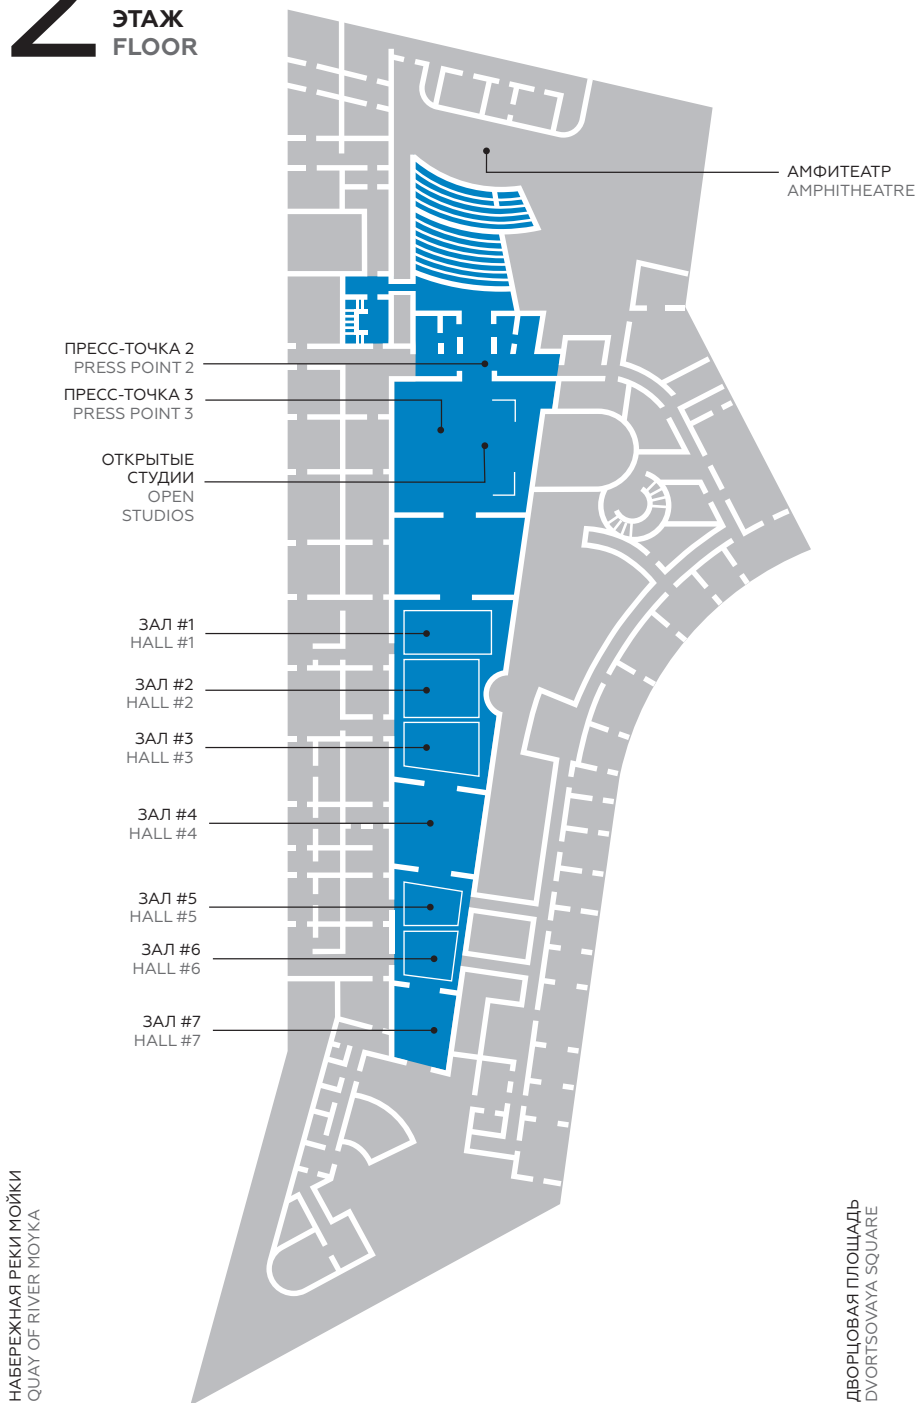 2
ЭТАЖ
FLOOR
АМФИТЕАТР
AMPHITHEATRE
ПРЕСС-ТОЧКА 2
PRESS POINT 2
ПРЕСС-ТОЧКА 3
PRESS POINT 3
ОТКРЫТЫЕ
СТУДИИ
OPEN
STUDIOS
ЗАЛ #1
HALL #1
ЗАЛ #2
HALL #2
ЗАЛ #3
HALL #3
ЗАЛ #4
HALL #4
ЗАЛ #5
HALL #5
ЗАЛ #6
HALL #6
ЗАЛ #7
HALL #7
НАБЕРЕЖНАЯ РЕКИ МОЙКИ
QUAY OF RIVER MOYKA
ДВОРЦОВАЯ ПЛОЩАДЬ
DVORTSOVAYA SQUARE